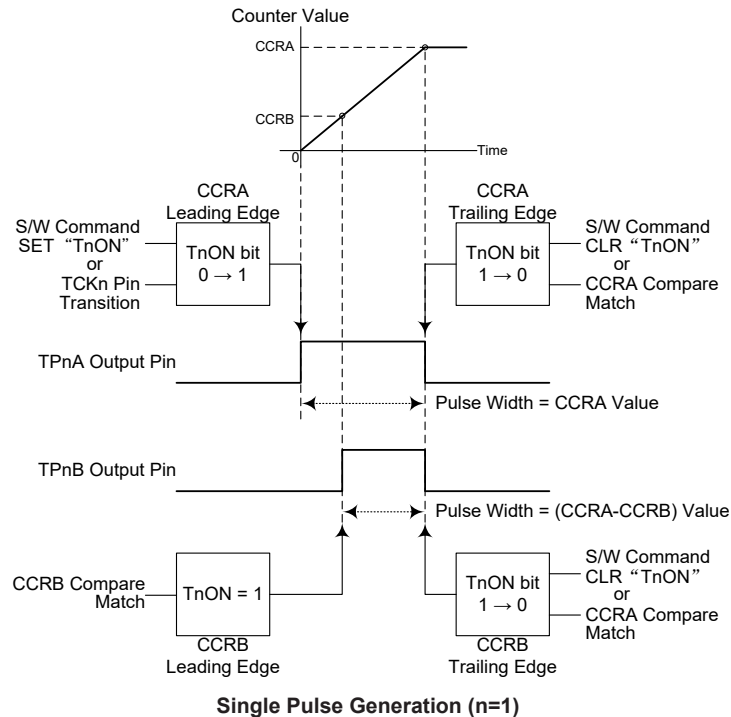 Counter Value
CCRA
CCRB
0
Time
CCRA
Leading Edge
S/W Command
SET “TnON”
or
TCKn Pin
Transition
TnON bit
0 → 1
CCRA
Trailing Edge
TnON bit
1 → 0
S/W Command
CLR “TnON”
or
CCRA Compare
Match
TPnA Output Pin
Pulse Width = CCRA Value
TPnB Output Pin
Pulse Width = (CCRA-CCRB) Value
CCRB Compare
Match
TnON = 1
CCRB
Leading Edge
TnON bit
1 → 0
CCRB
Trailing Edge
S/W Command
CLR “TnON”
or
CCRA Compare
Match
Single Pulse Generation (n=1)